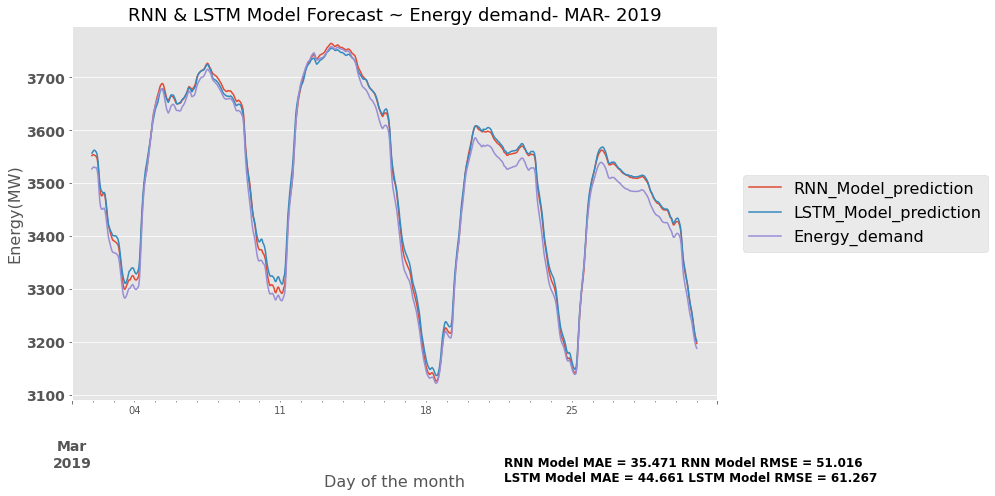 RNN & LSTM Model Forecast ~ Energy demand- MAR- 2019
Energy(MW)
3700
3600
3500
3400
3300
3200
3100
RNN_Model_prediction
LSTM_Model_prediction
Energy_demand
04 11 18 25
Mar
2019
Day of the month
RNN Model MAE = 35.471 RNN Model RMSE = 51.016
LSTM Model MAE = 44.661 LSTM Model RMSE = 61.267